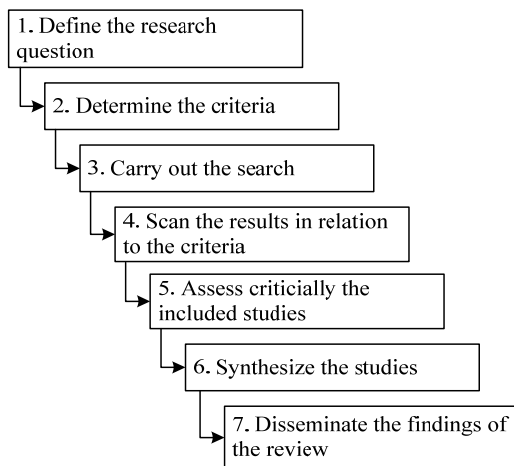 1. Define the research
question
2. Determine the criteria
3. Carry out the search
4. Scan the results in relation
to the criteria
5. Assess criticially the
included studies
6. Synthesize the studies
7. Disseminate the findings of
the review